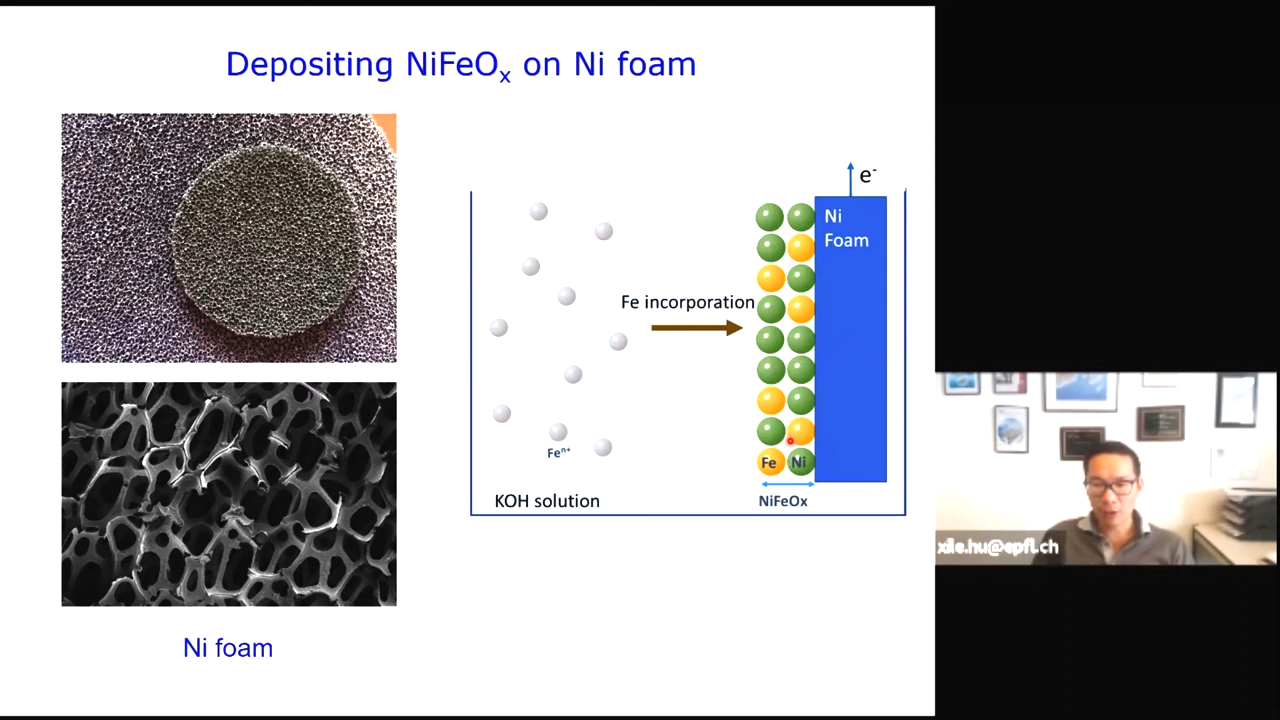 Depositing NiFeOₓ on Ni foam
e⁻
Ni
Foam
Fe incorporation
Feⁿ⁺
Fe Ni
KOH solution
NiFeOx
Ni foam
xile.hu@epfl.ch